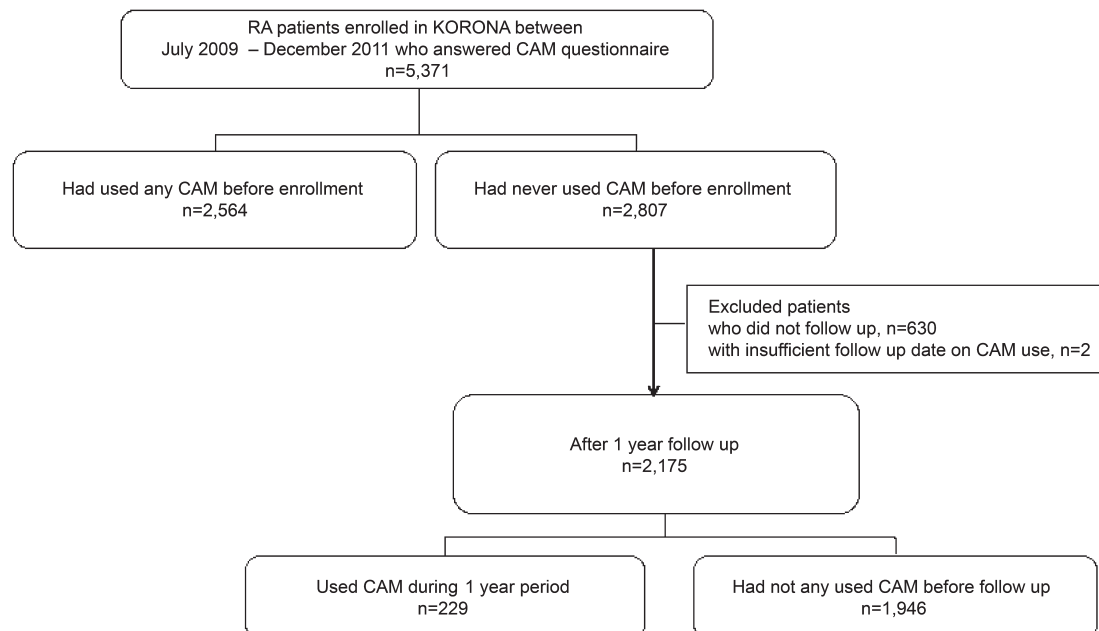 RA patients enrolled in KORONA between
July 2009 – December 2011 who answered CAM questionnaire
n=5,371
Had used any CAM before enrollment
n=2,564
Had never used CAM before enrollment
n=2,807
Excluded patients
who did not follow up, n=630
with insufficient follow up date on CAM use, n=2
After 1 year follow up
n=2,175
Used CAM during 1 year period
n=229
Had not any used CAM before follow up
n=1,946